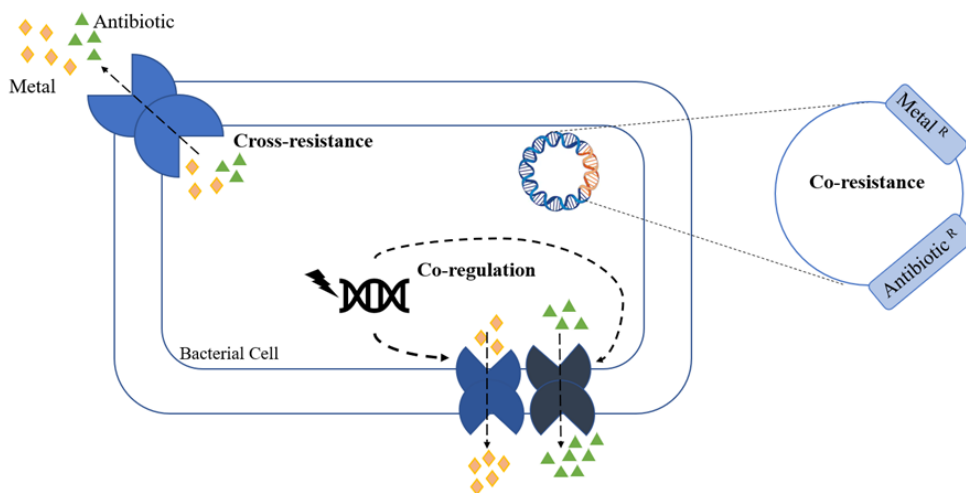 Antibiotic
Metal
Cross-resistance
Metal R
Co-resistance
Antibiotic R
Co-regulation
Bacterial Cell